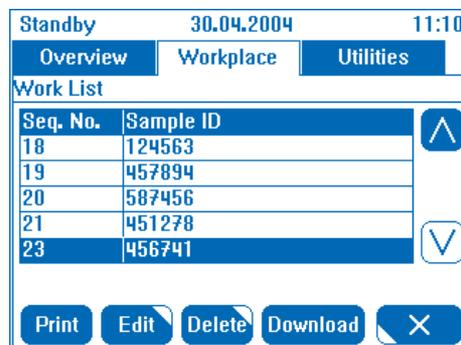 Standby 30.04.2004 11:10
Overview Workplace Utilities
Work List
Seq. No. Sample ID
18 124563
19 457894
20 587456
21 451278
23 456741
Print Edit Delete Download